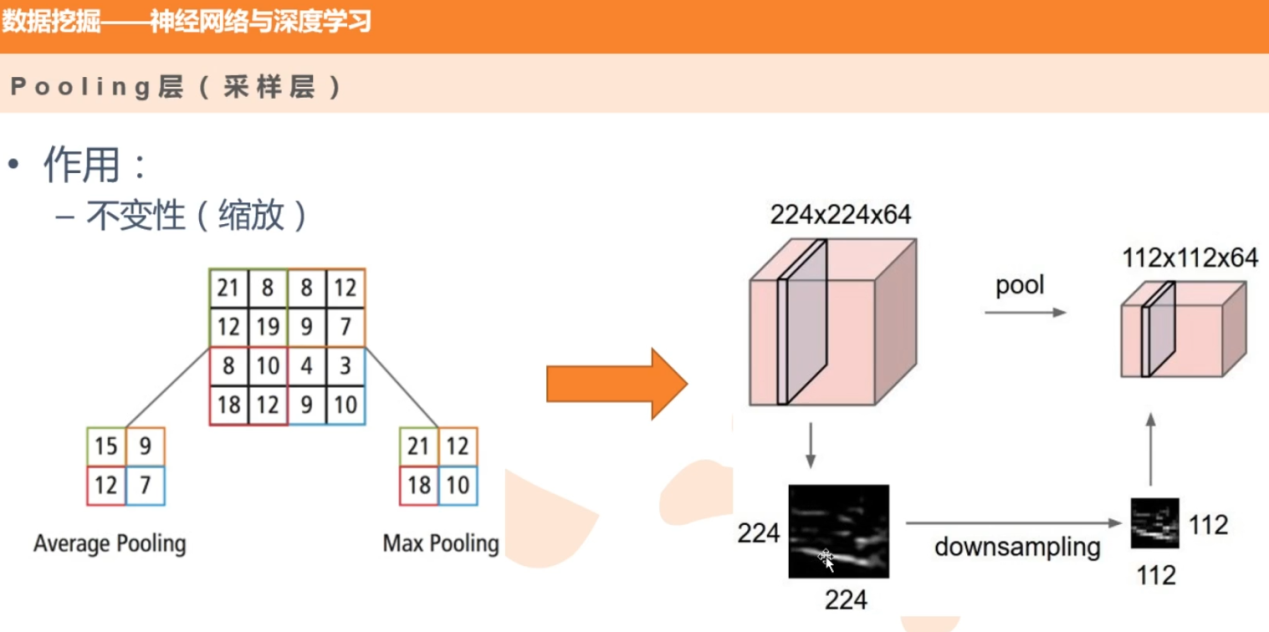 数据挖掘——神经网络与深度学习
Pooling层（采样层）
• 作用：
– 不变性（缩放）
21 8 8 12
12 19 9 7
8 10 4 3
18 12 9 10
15 9
12 7
Average Pooling
21 12
18 10
Max Pooling
224x224x64
pool
112x112x64
224
224
downsampling
112
112